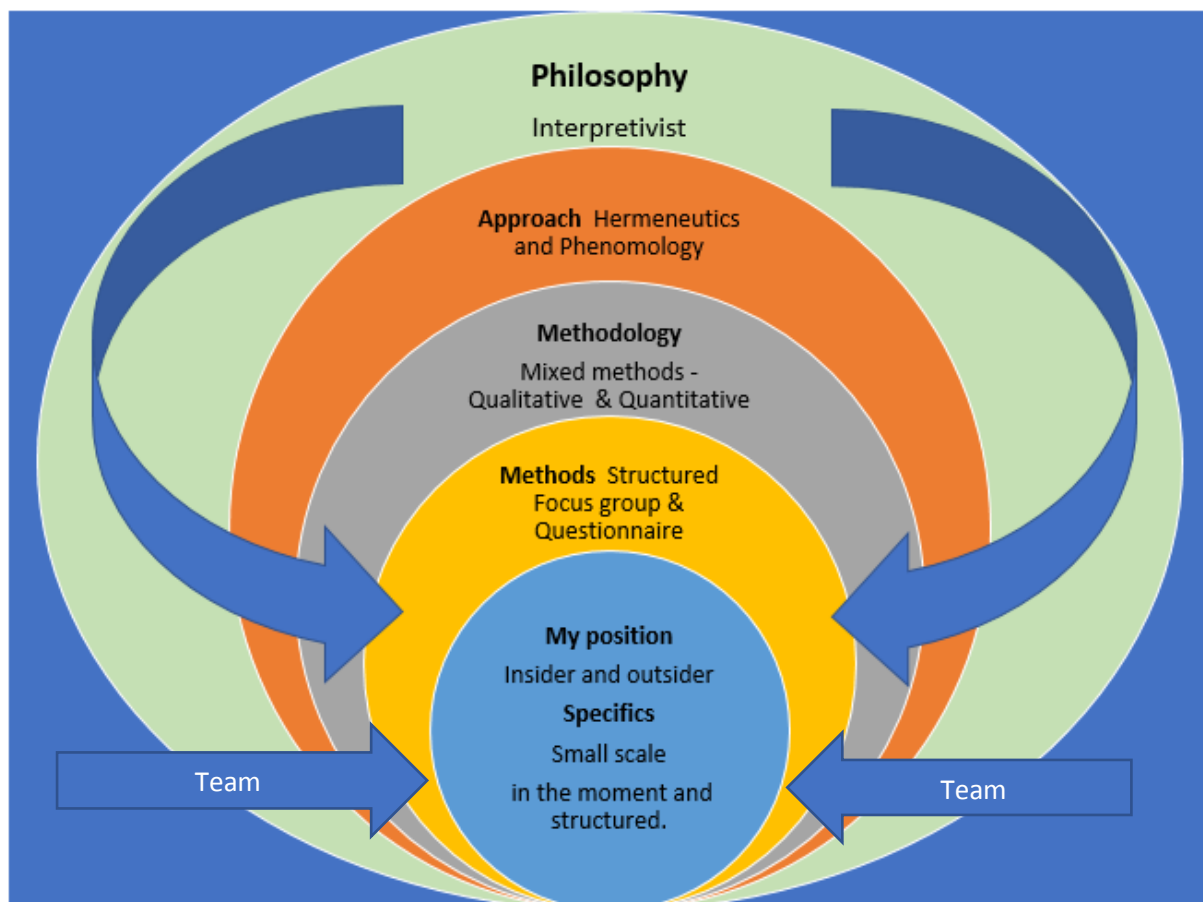 Philosophy
Interpretivist
Approach Hermeneutics
and Phenomology
Methodology
Mixed methods -
Qualitative & Quantitative
Methods Structured
Focus group &
Questionnaire
My position
Insider and outsider
Specifics
Small scale
in the moment and
structured.
Team
Team